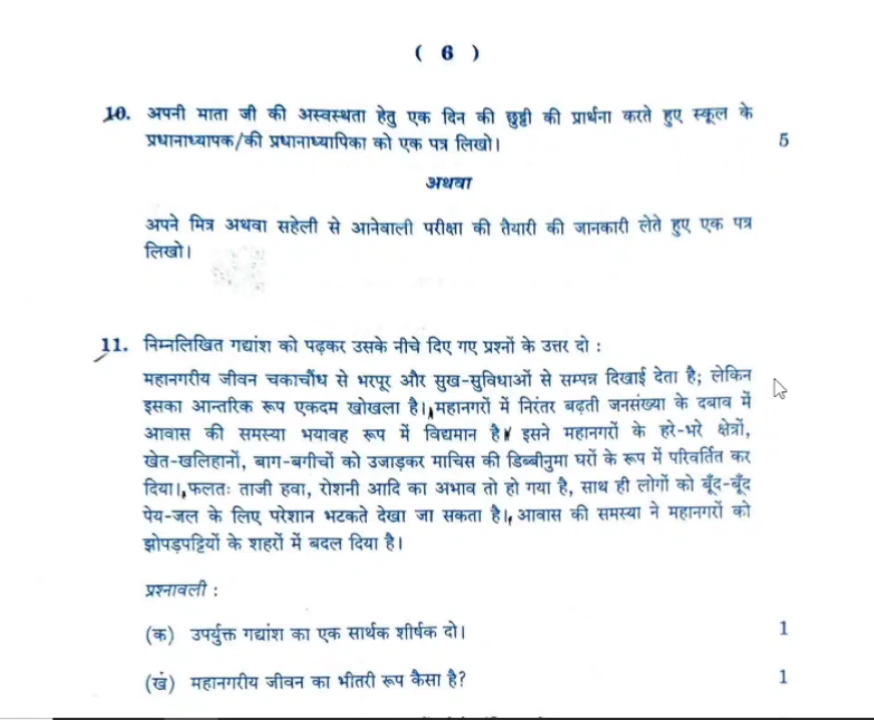 ( 6 )
10. अपनी माता जी की अस्वस्थता हेतु एक दिन की छुट्टी की प्रार्थना करते हुए स्कूल के
प्रधानाध्यापक/की प्रधानाध्यापिका को एक पत्र लिखो। 5
अथवा
अपने मित्र अथवा सहेली से आनेवाली परीक्षा की तैयारी की जानकारी लेते हुए एक पत्र
लिखो।
11. निम्नलिखित गद्यांश को पढ़कर उसके नीचे दिए गए प्रश्नों के उत्तर दो :
महानगरीय जीवन चकाचौंध से भरपूर और सुख-सुविधाओं से सम्पन्न दिखाई देता है; लेकिन
इसका आन्तरिक रूप एकदम खोखला है। महानगरों में निरंतर बढ़ती जनसंख्या के दबाव में
आवास की समस्या भयावह रूप में विद्यमान है। इसने महानगरों के हरे-भरे क्षेत्रों,
खेत-खलिहानों, बाग-बगीचों को उजाड़कर माचिस की डिब्बीनुमा घरों के रूप में परिवर्तित कर
दिया। फलतः ताजी हवा, रोशनी आदि का अभाव तो हो गया है, साथ ही लोगों को बूँद-बूँद
पेय-जल के लिए परेशान भटकते देखा जा सकता है। आवास की समस्या ने महानगरों को
झोपड़पट्टियों के शहरों में बदल दिया है।
प्रश्नावली :
(क) उपर्युक्त गद्यांश का एक सार्थक शीर्षक दो। 1
(ख) महानगरीय जीवन का भीतरी रूप कैसा है? 1